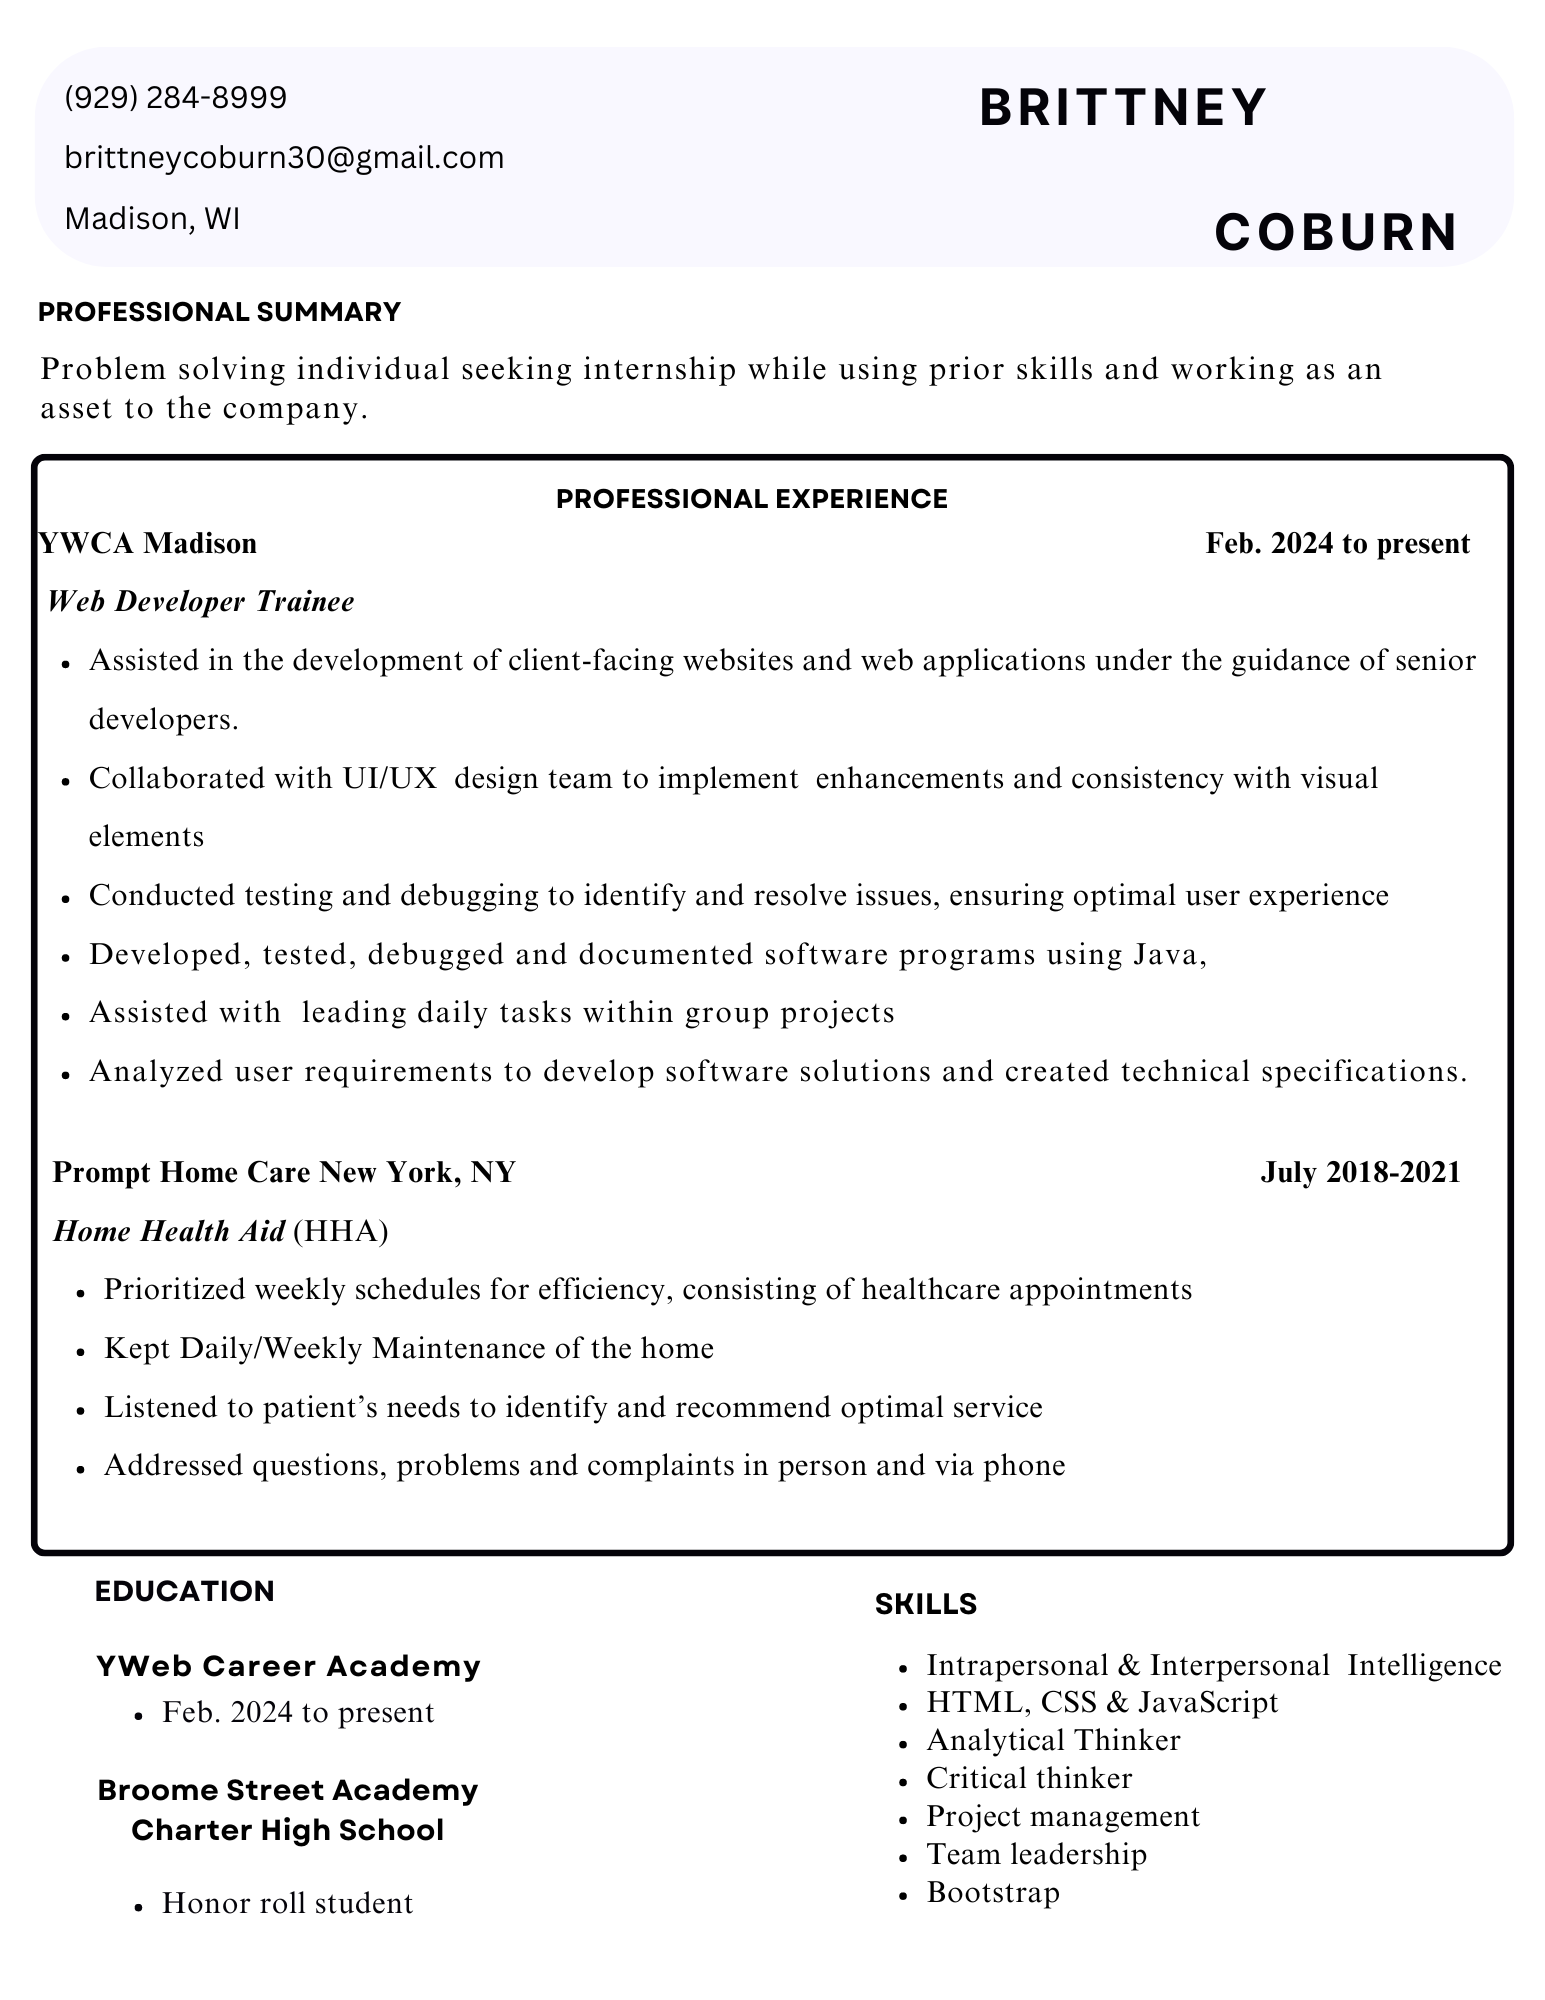 (929) 284-8999
brittneycoburn30@gmail.com
Madison, WI
BRITTNEY
COBURN
PROFESSIONAL SUMMARY
Problem solving individual seeking internship while using prior skills and working as an
asset to the company.
PROFESSIONAL EXPERIENCE
YWCA Madison Feb. 2024 to present
Web Developer Trainee
• Assisted in the development of client-facing websites and web applications under the guidance of senior
developers.
• Collaborated with UI/UX  design team to implement  enhancements and consistency with visual
elements
• Conducted testing and debugging to identify and resolve issues, ensuring optimal user experience
• Developed, tested, debugged and documented software programs using Java,
• Assisted with  leading daily tasks within group projects
• Analyzed user requirements to develop software solutions and created technical specifications.
Prompt Home Care New York, NY July 2018-2021
Home Health Aid (HHA)
• Prioritized weekly schedules for efficiency, consisting of healthcare appointments
• Kept Daily/Weekly Maintenance of the home
• Listened to patient’s needs to identify and recommend optimal service
• Addressed questions, problems and complaints in person and via phone
EDUCATION
YWeb Career Academy
• Feb. 2024 to present
Broome Street Academy
Charter High School
• Honor roll student
SKILLS
• Intrapersonal & Interpersonal  Intelligence
• HTML, CSS & JavaScript
• Analytical Thinker
• Critical thinker
• Project management
• Team leadership
• Bootstrap